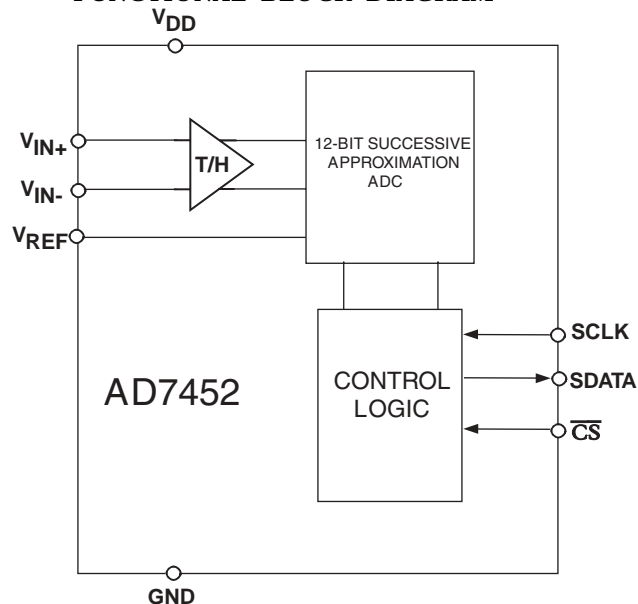 FUNCTIONAL BLOCK DIAGRAM
VDD
VIN+
T/H
12-BIT SUCCESSIVE
APPROXIMATION
ADC
VIN-
VREF
SCLK
AD7452
CONTROL
LOGIC
SDATA
CS
GND